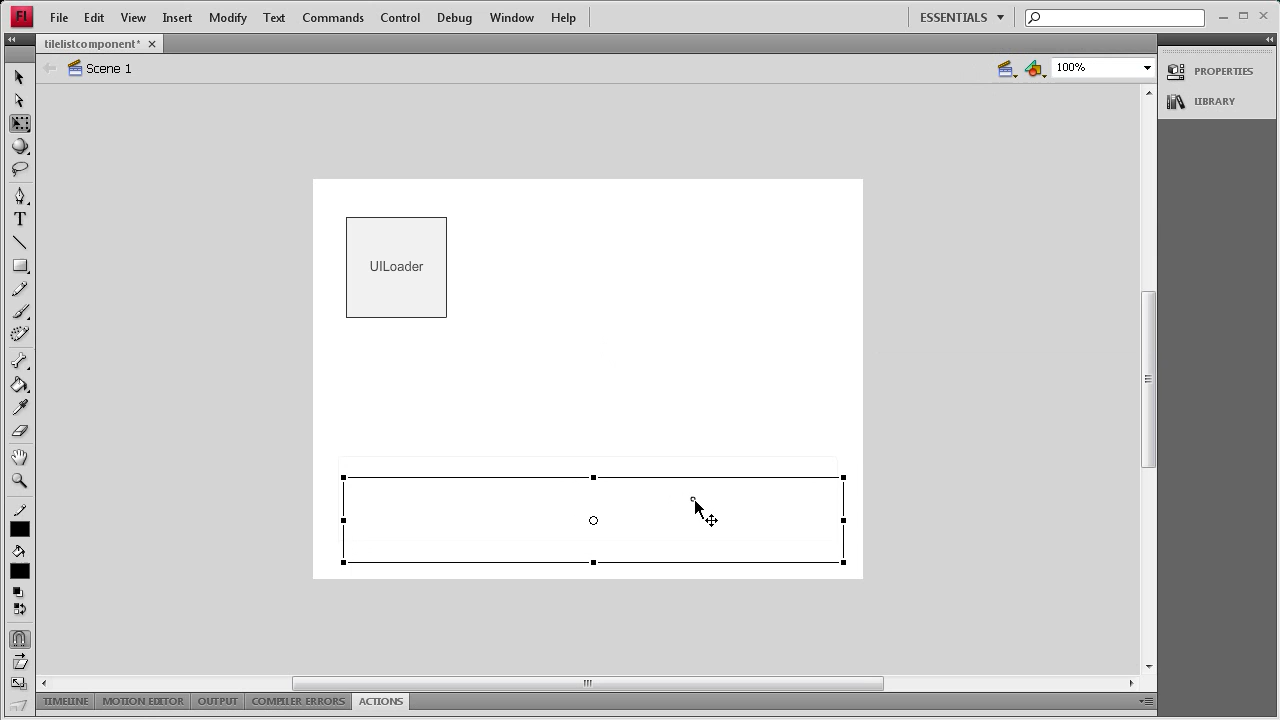 Fl File Edit View Insert Modify Text Commands Control Debug Window Help ESSENTIALS
tilelistcomponent*
Scene 1 100%
PROPERTIES
LIBRARY
T
UILoader
TIMELINE MOTION EDITOR OUTPUT COMPILER ERRORS ACTIONS